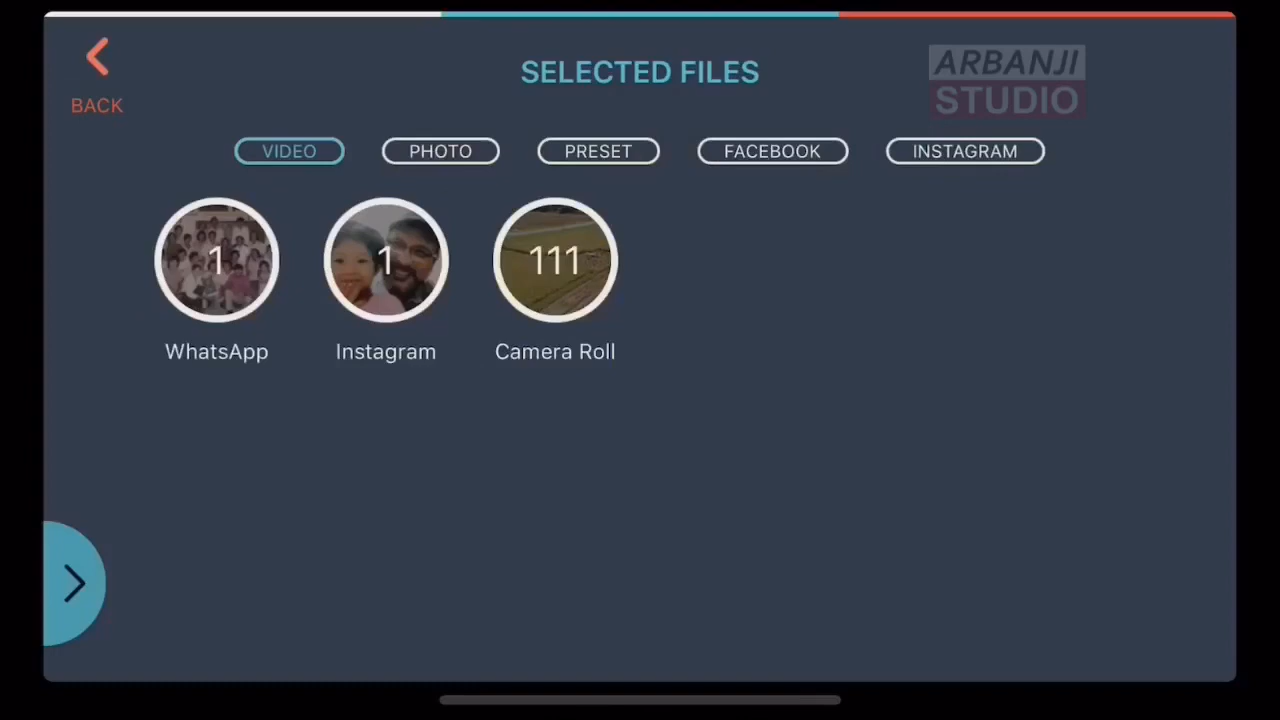 BACK
SELECTED FILES
ARBANJI
STUDIO
VIDEO
PHOTO
PRESET
FACEBOOK
INSTAGRAM
1
1
111
WhatsApp
Instagram
Camera Roll